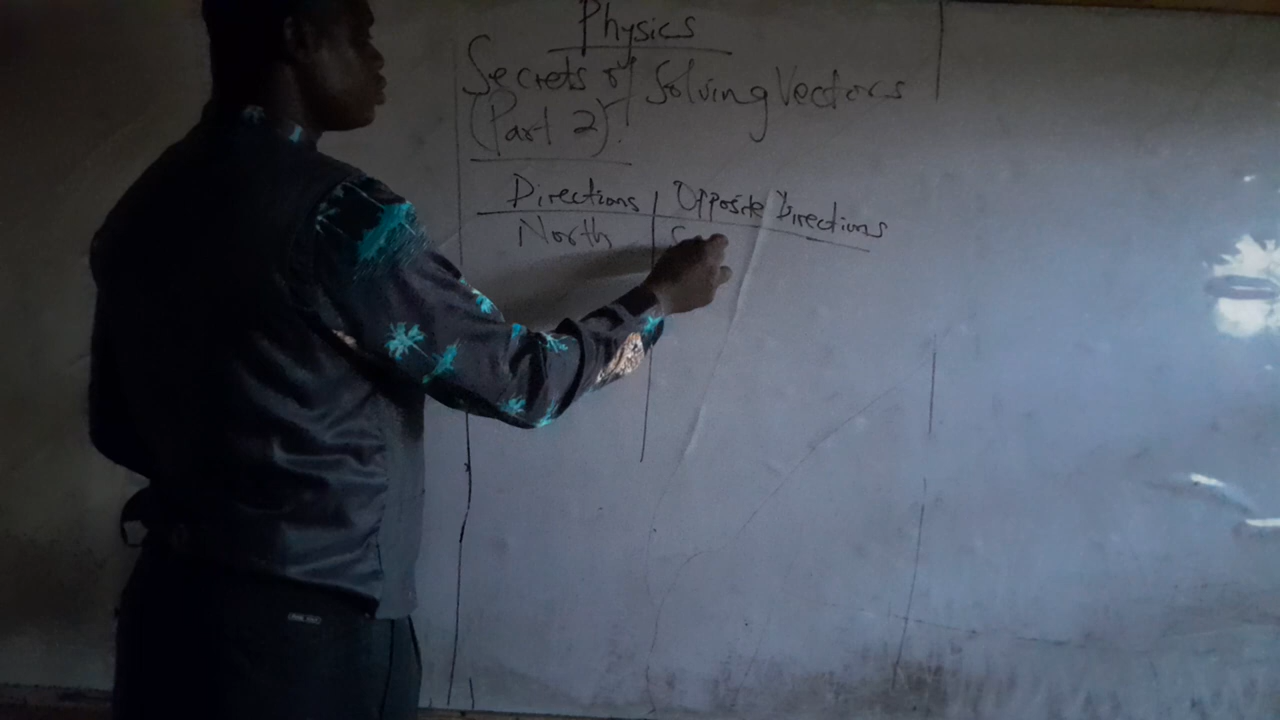 Physics
Secrets of Solving Vectors
(Part 2).
Directions | Opposite Directions
North | S